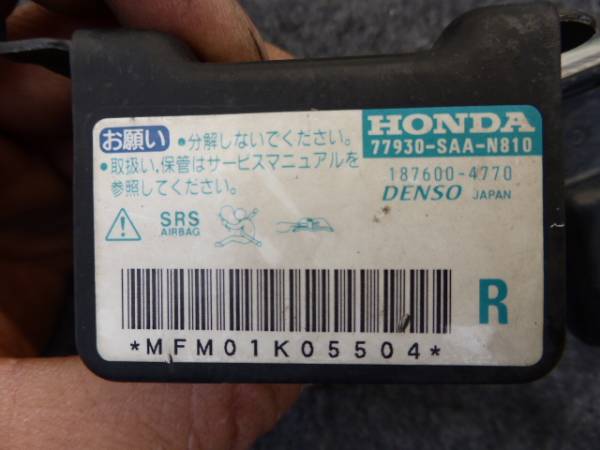 お願い •分解しないでください。
•取扱い、保管はサービスマニュアルを
参照してください。
HONDA
77930-SAA-N810
187600-4770
DENSO JAPAN
SRS
AIRBAG
R
*MFM01K05504*